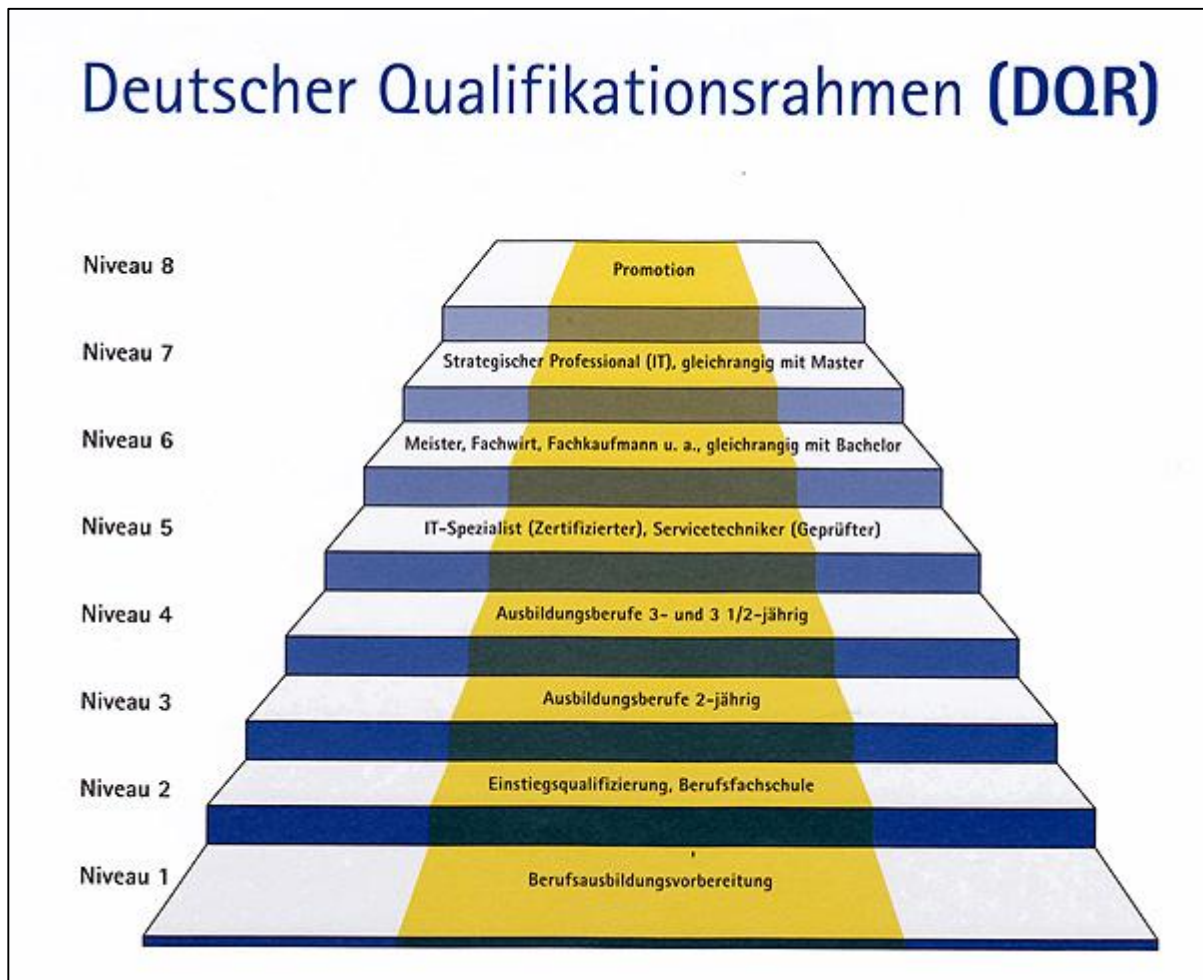 Deutscher Qualifikationsrahmen (DQR)
Niveau 8
Promotion
Niveau 7
Strategischer Professional (IT), gleichrangig mit Master
Niveau 6
Meister, Fachwirt, Fachkaufmann u. a., gleichrangig mit Bachelor
Niveau 5
IT-Spezialist (Zertifizierter), Servicetechniker (Geprüfter)
Niveau 4
Ausbildungsberufe 3- und 3 1/2-jährig
Niveau 3
Ausbildungsberufe 2-jährig
Niveau 2
Einstiegsqualifizierung, Berufsfachschule
Niveau 1
Berufsausbildungsvorbereitung